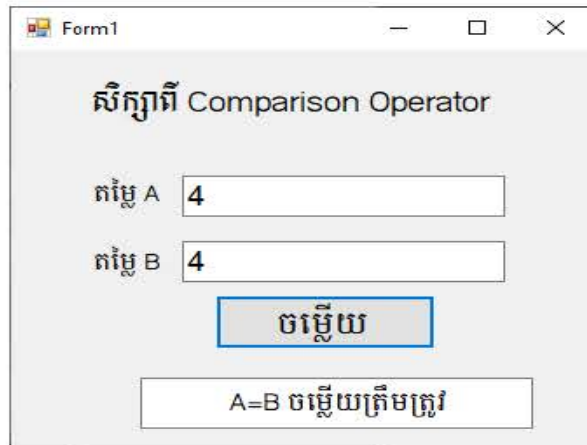 Form1
សិក្សាពី Comparison Operator
តម្លៃ A 4
តម្លៃ B 4
ចម្លើយ
A=B ចម្លើយត្រឹមត្រូវ